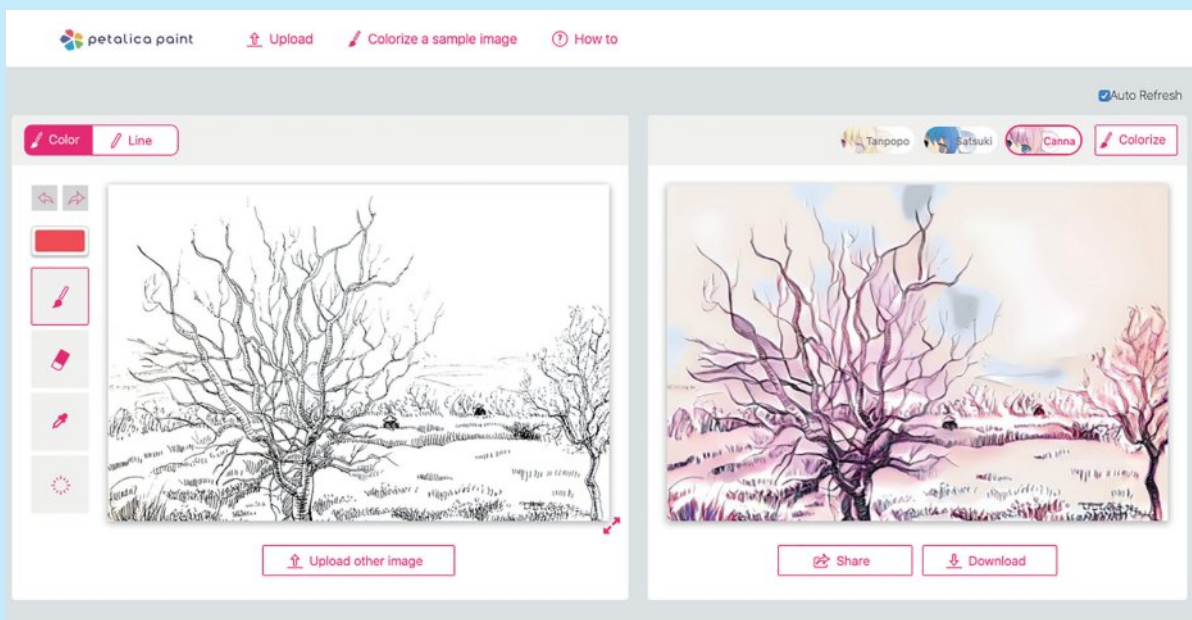 petalica paint Upload Colorize a sample image How to
Auto Refresh
Color Line
Tanpopo Satsuki Canna Colorize
Upload other image
Share Download